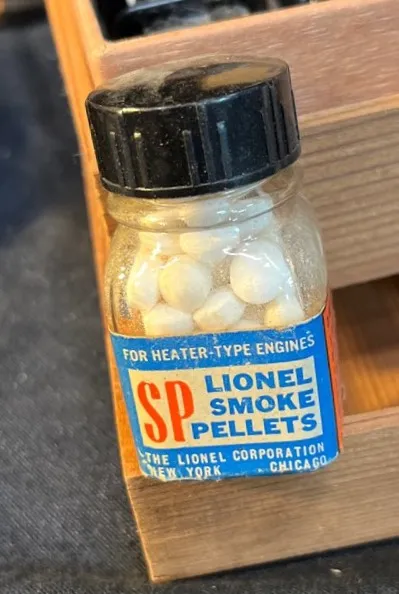 FOR HEATER-TYPE ENGINES
SP
LIONEL
SMOKE
PELLETS
THE LIONEL CORPORATION
NEW YORK CHICAGO